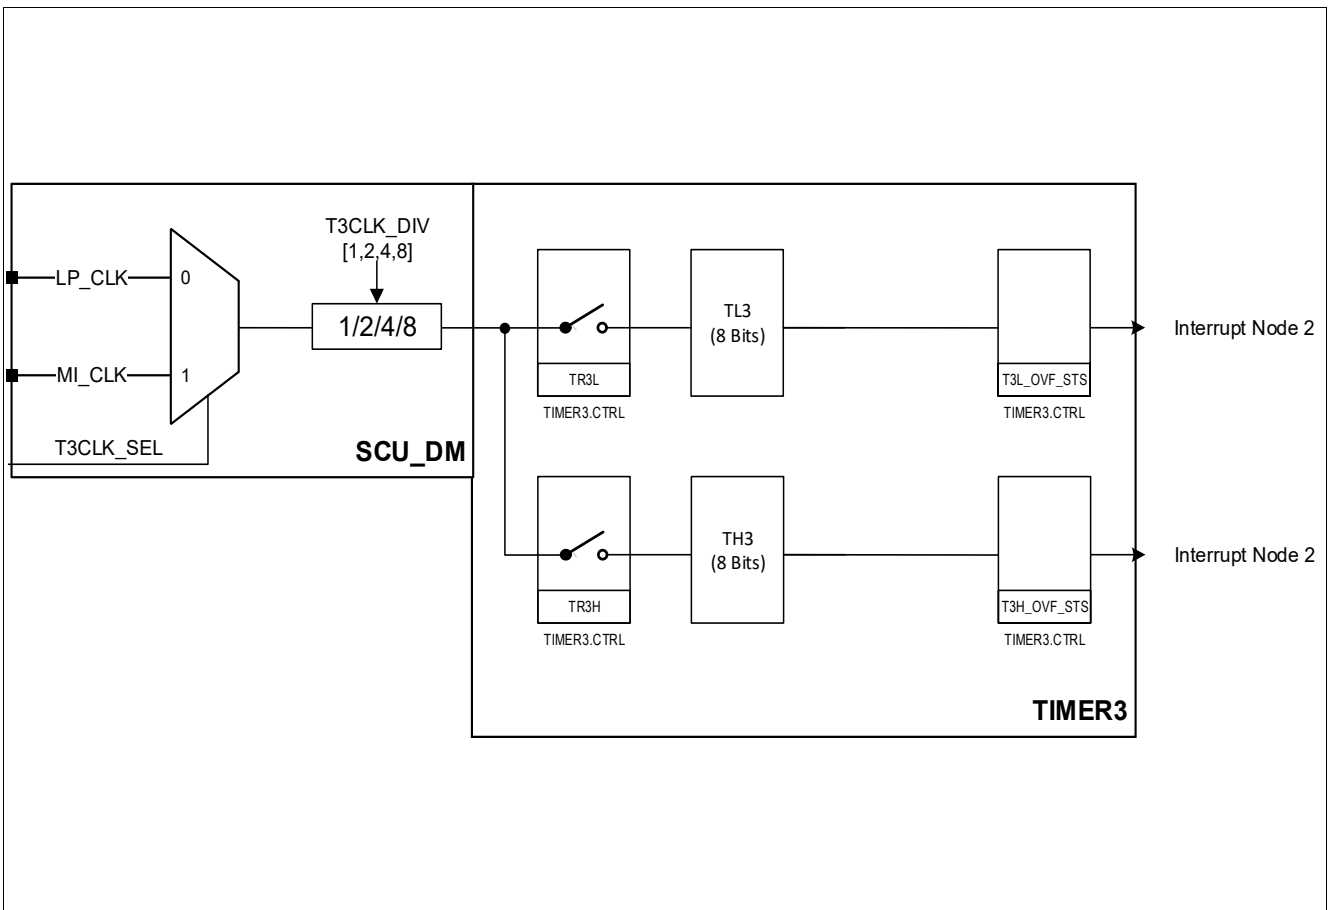 T3CLK_DIV
[1,2,4,8]
LP_CLK
0
1/2/4/8
MI_CLK
1
T3CLK_SEL
SCU_DM
TL3
(8 Bits)
TR3L
TIMER3.CTRL
T3L_OVF_STS
TIMER3.CTRL
Interrupt Node 2
TH3
(8 Bits)
TR3H
TIMER3.CTRL
T3H_OVF_STS
TIMER3.CTRL
Interrupt Node 2
TIMER3